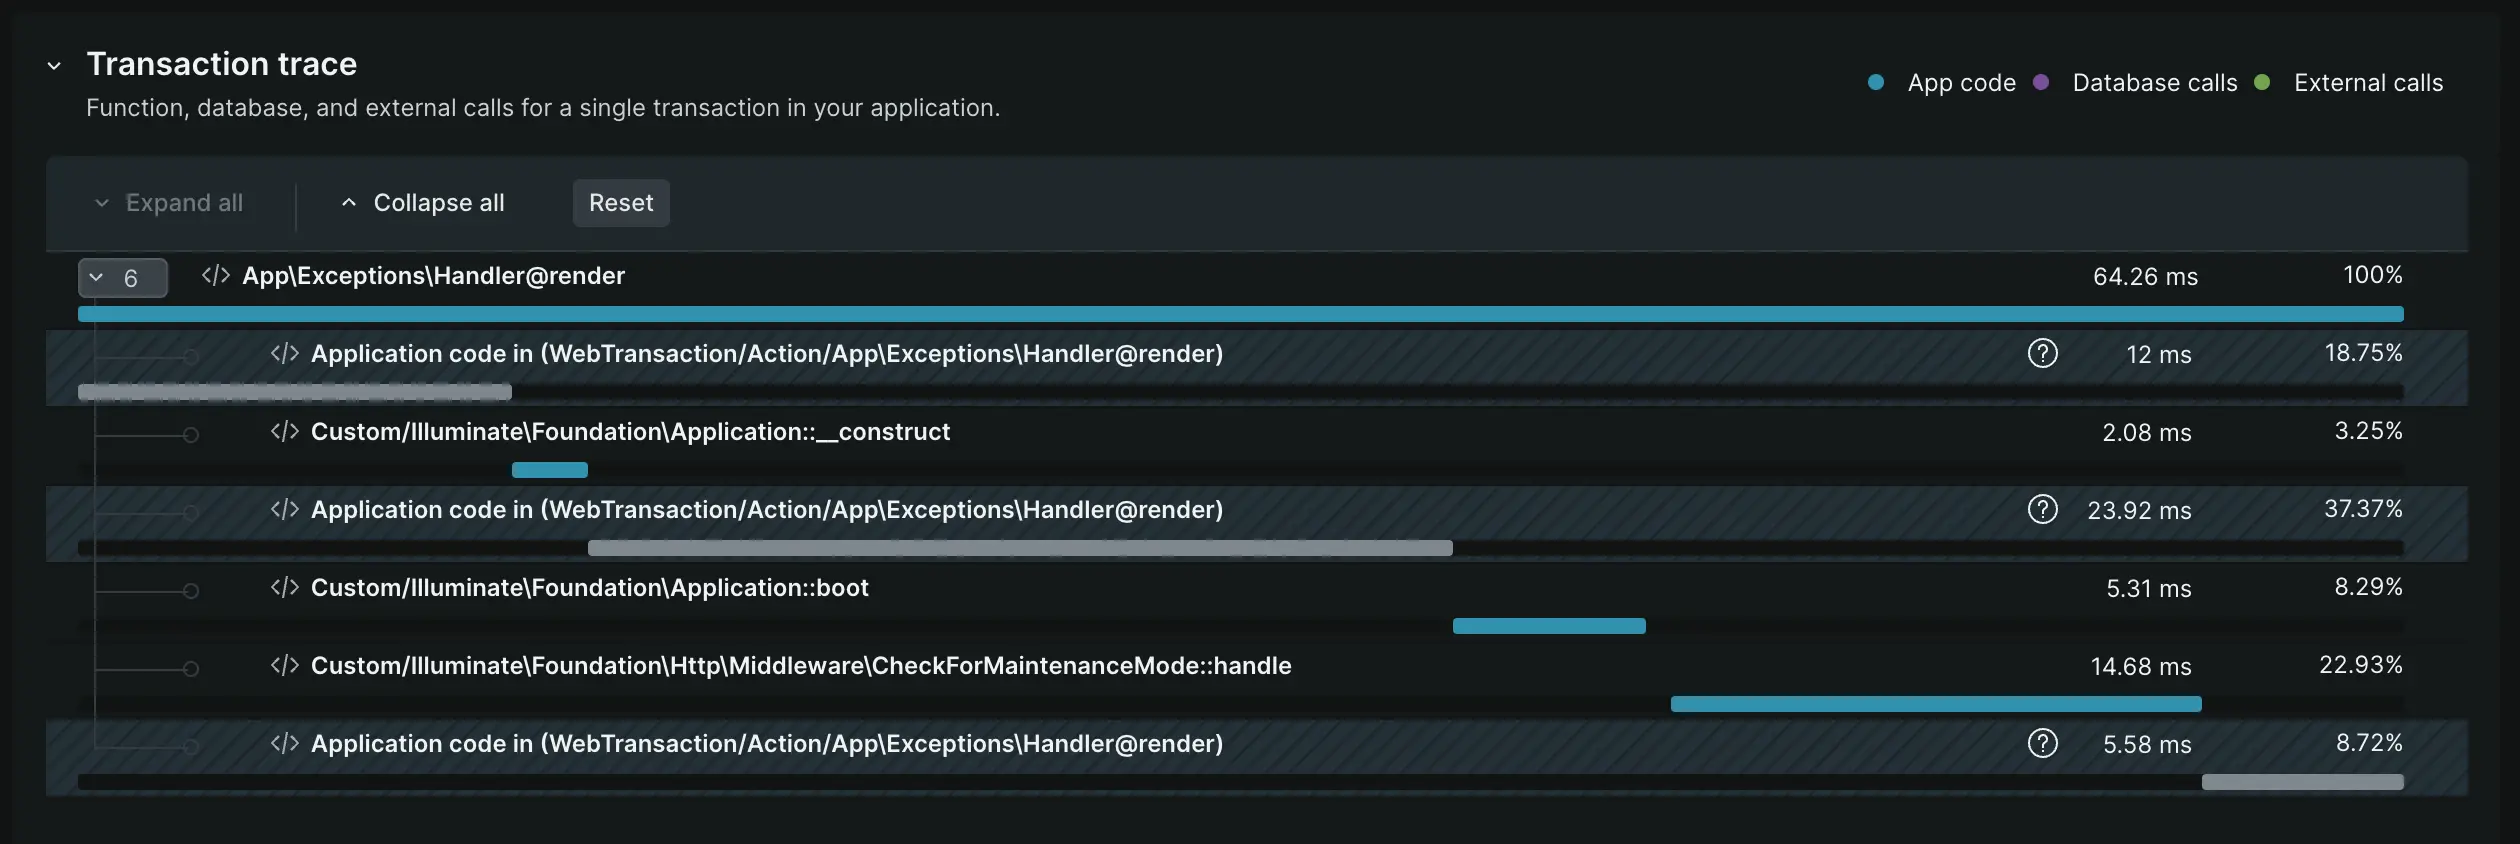 Transaction trace
Function, database, and external calls for a single transaction in your application.
App code Database calls External calls
Expand all Collapse all Reset
6 </> App\Exceptions\Handler@render 64.26 ms 100%
</> Application code in (WebTransaction/Action/App\Exceptions\Handler@render) ? 12 ms 18.75%
</> Custom/Illuminate\Foundation\Application::__construct 2.08 ms 3.25%
</> Application code in (WebTransaction/Action/App\Exceptions\Handler@render) ? 23.92 ms 37.37%
</> Custom/Illuminate\Foundation\Application::boot 5.31 ms 8.29%
</> Custom/Illuminate\Foundation\Http\Middleware\CheckForMaintenanceMode::handle 14.68 ms 22.93%
</> Application code in (WebTransaction/Action/App\Exceptions\Handler@render) ? 5.58 ms 8.72%